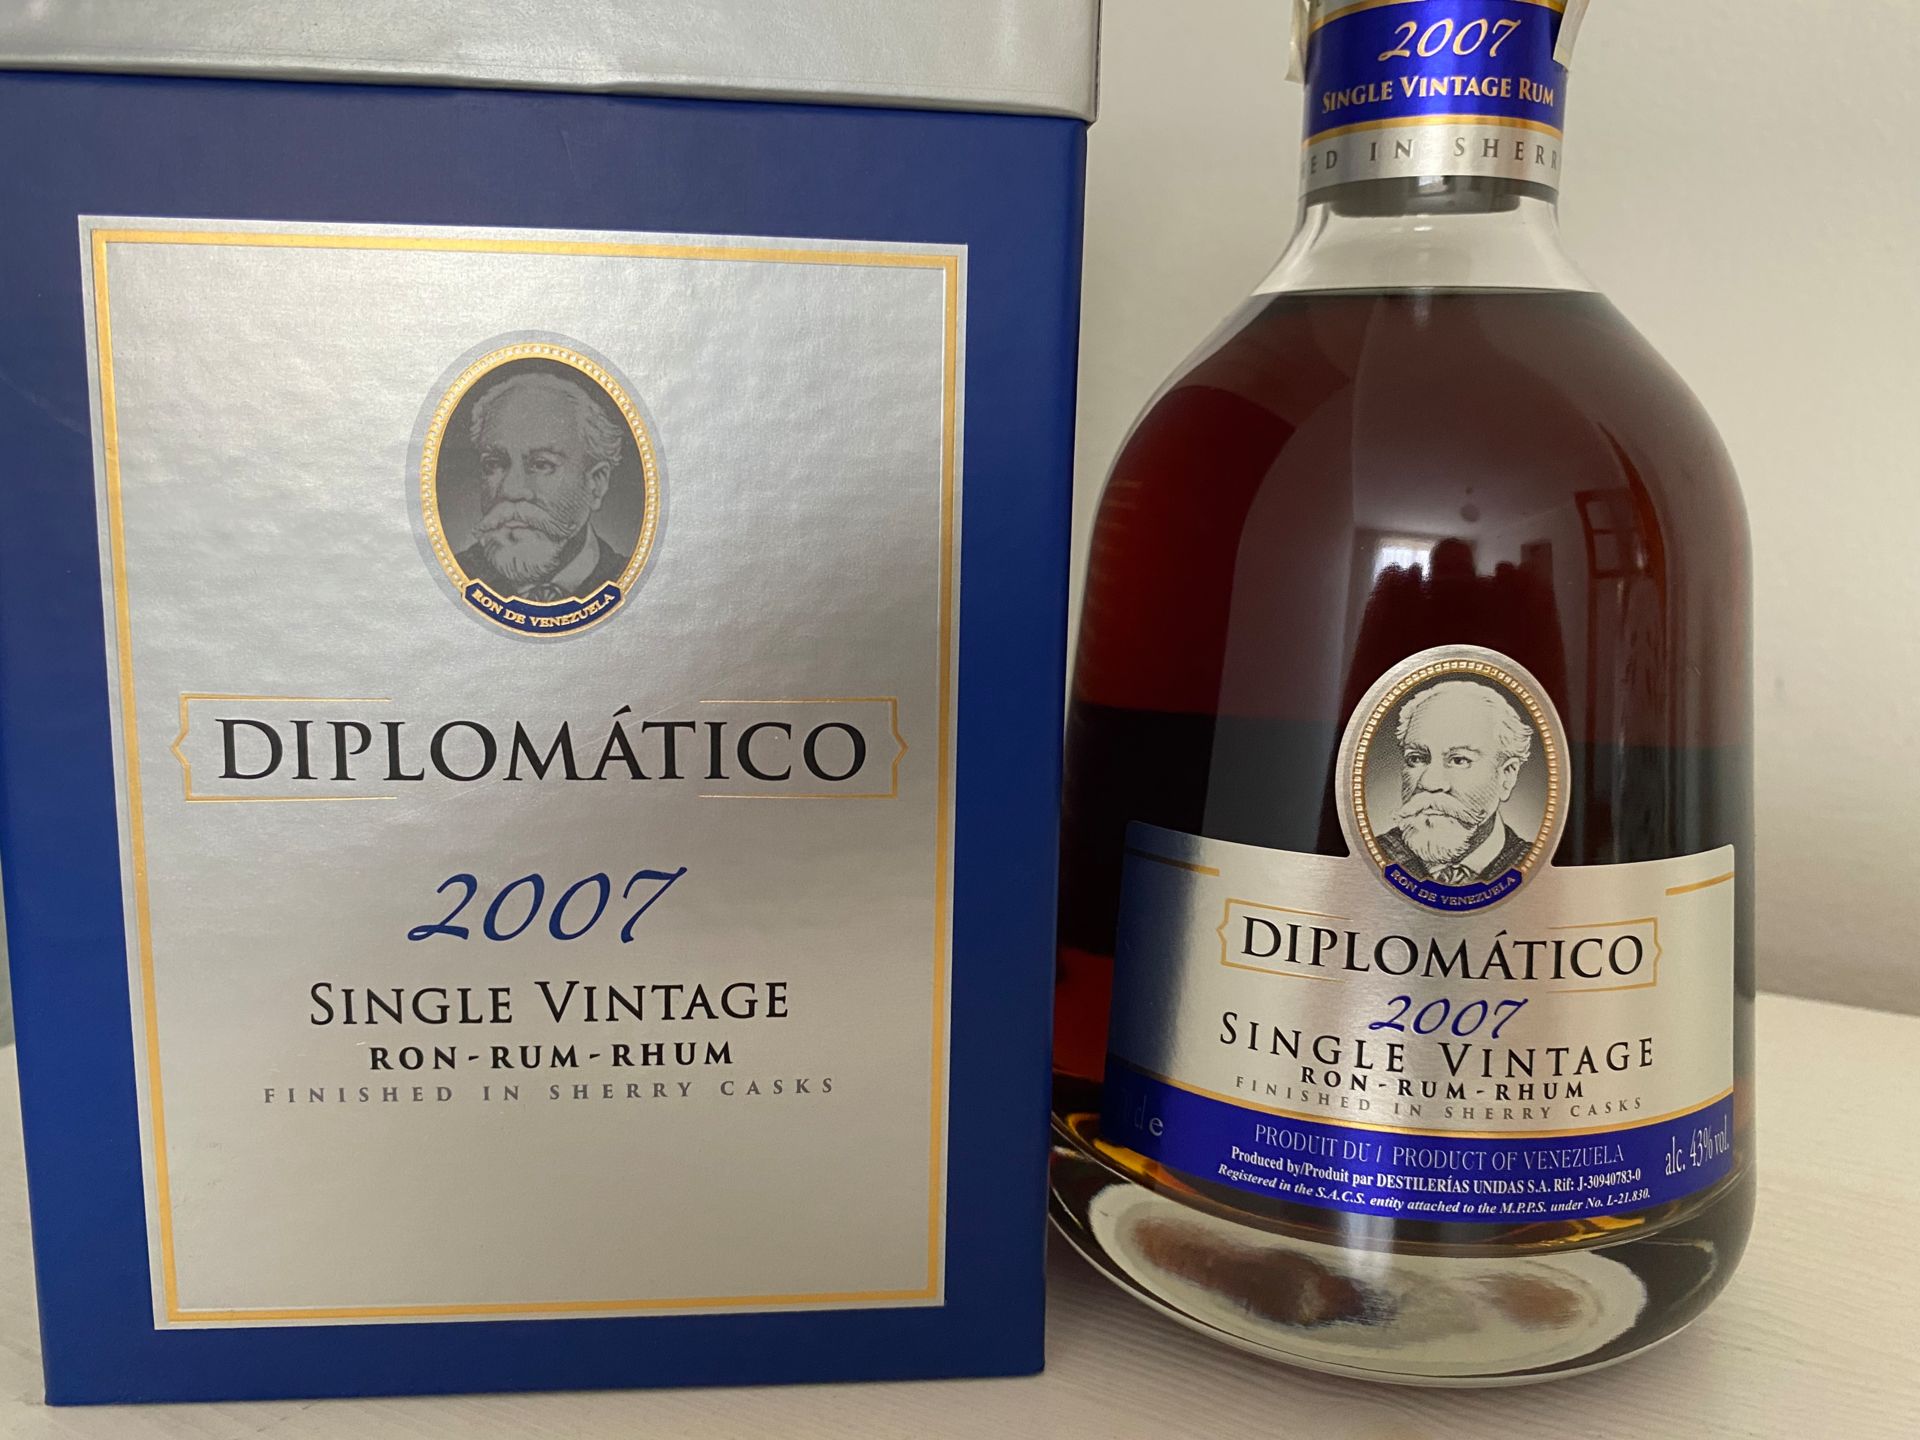 RON DE VENEZUELA
DIPLOMÁTICO
2007
SINGLE VINTAGE
RON-RUM-RHUM
FINISHED IN SHERRY CASKS
2007
SINGLE VINTAGE RUM
ED IN SHERR
RON DE VENEZUELA
DIPLOMÁTICO
2007
SINGLE VINTAGE
RON-RUM-RHUM
FINISHED IN SHERRY CASKS
PRODUIT DU / PRODUCT OF VENEZUELA
alc. 43% vol.
Produced by/Produit par DESTILERÍAS UNIDAS S.A. Rif: J-30940783-0
Registered in the S.A.C.S. entity attached to the M.P.P.S. under No. L-21.830.